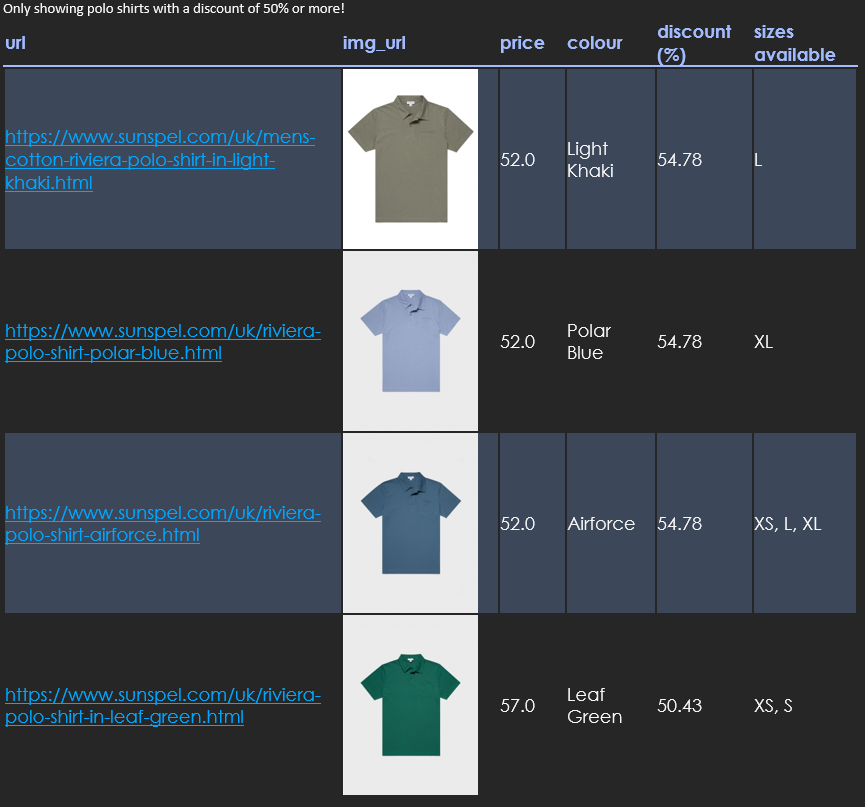 Only showing polo shirts with a discount of 50% or more!
url img_url price colour discount (%) sizes available
https://www.sunspel.com/uk/mens-
cotton-riviera-polo-shirt-in-light-
khaki.html
52.0
Light
Khaki
54.78
L
https://www.sunspel.com/uk/riviera-
polo-shirt-polar-blue.html
52.0
Polar
Blue
54.78
XL
https://www.sunspel.com/uk/riviera-
polo-shirt-airforce.html
52.0
Airforce
54.78
XS, L, XL
https://www.sunspel.com/uk/riviera-
polo-shirt-in-leaf-green.html
57.0
Leaf
Green
50.43
XS, S